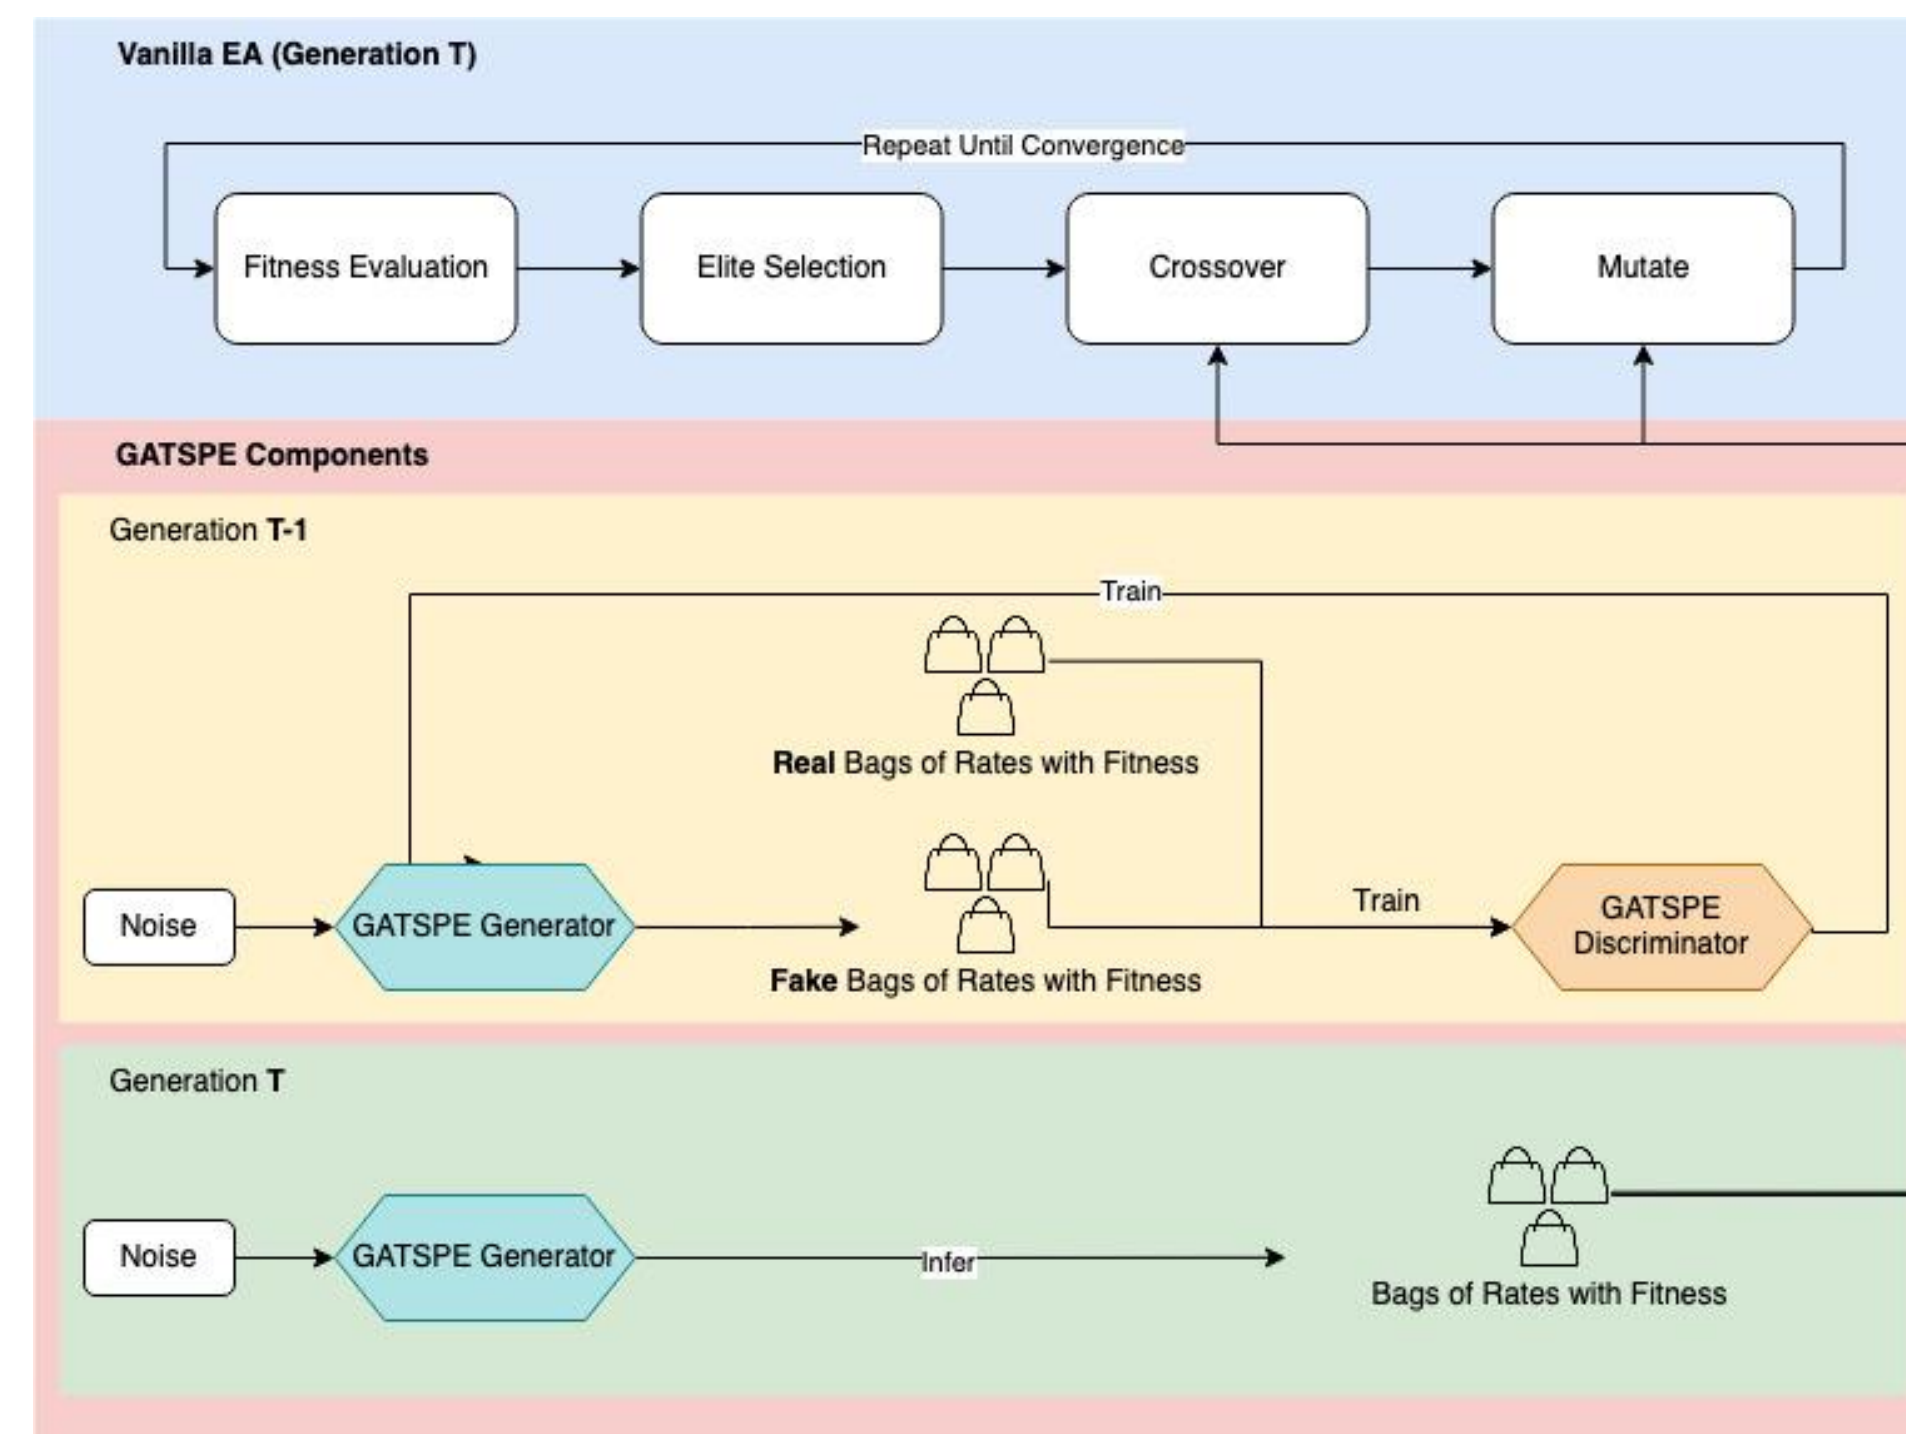 Vanilla EA (Generation T)
Repeat Until Convergence
Fitness Evaluation
Elite Selection
Crossover
Mutate
GATSPE Components
Generation T-1
Train
Real Bags of Rates with Fitness
Noise
GATSPE Generator
Train
GATSPE
Discriminator
Fake Bags of Rates with Fitness
Generation T
Noise
GATSPE Generator
Infer
Bags of Rates with Fitness